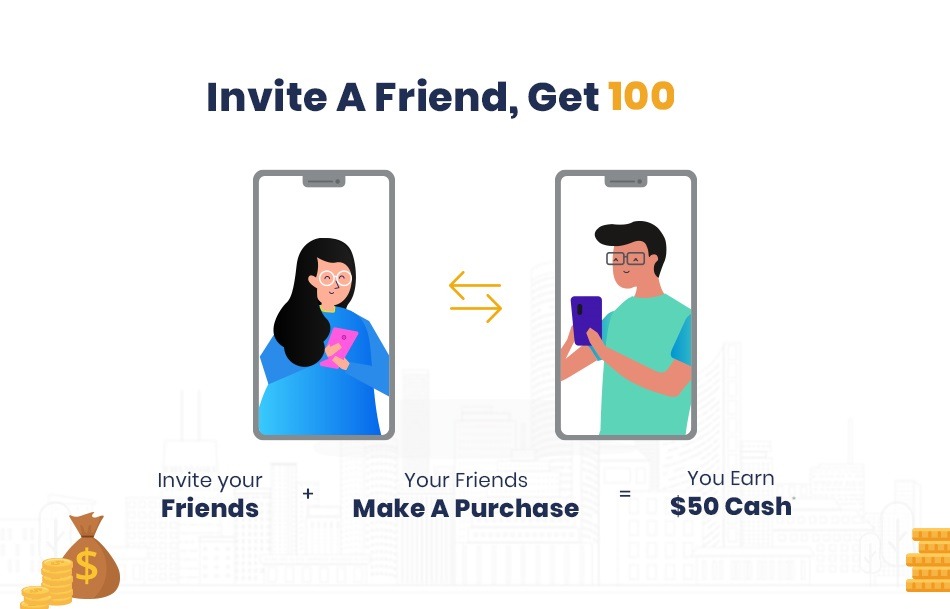 Invite A Friend, Get 100
Invite your
Friends
+
Your Friends
Make A Purchase
=
You Earn
$50 Cash
$